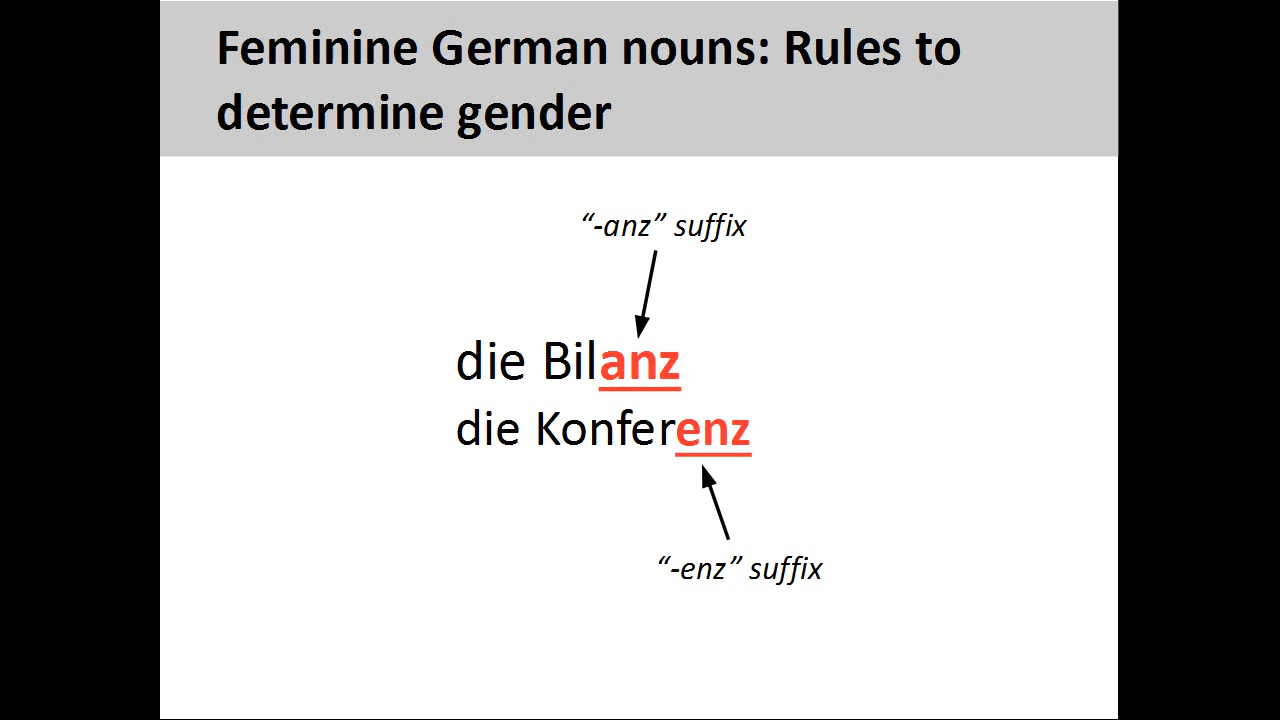 Feminine German nouns: Rules to
determine gender
“-anz” suffix
die Bilanz
die Konferenz
“-enz” suffix